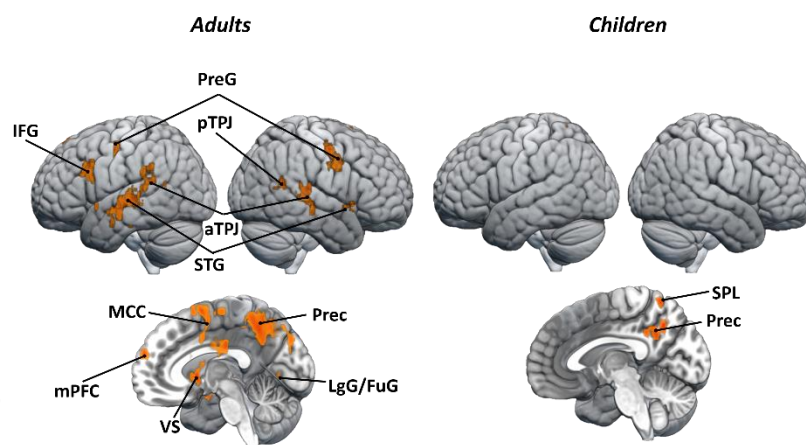 Adults
Children
PreG
IFG
pTPJ
aTPJ
STG
MCC
Prec
SPL
Prec
mPFC
LgG/FuG
VS